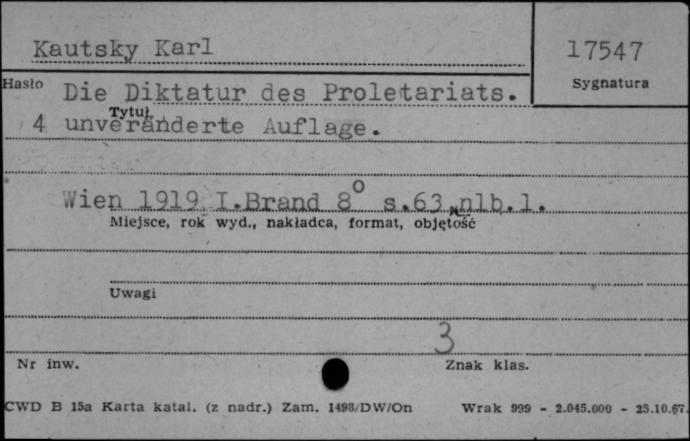 Kautsky Karl
17547
Hasło
Sygnatura
Die Diktatur des Proletariats.
Tytuł
4 unveränderte Auflage.
Wien 1919 I.Brand 8° s.63 nlb.1.
Miejsce, rok wyd., nakładca, format, objętość
Uwagi
3
Nr inw.
Znak klas.
CWD B 15a Karta katal. (z nadr.) Zam. 1498/DW/On
Wrak 999 - 2.045.000 - 25.10.67.